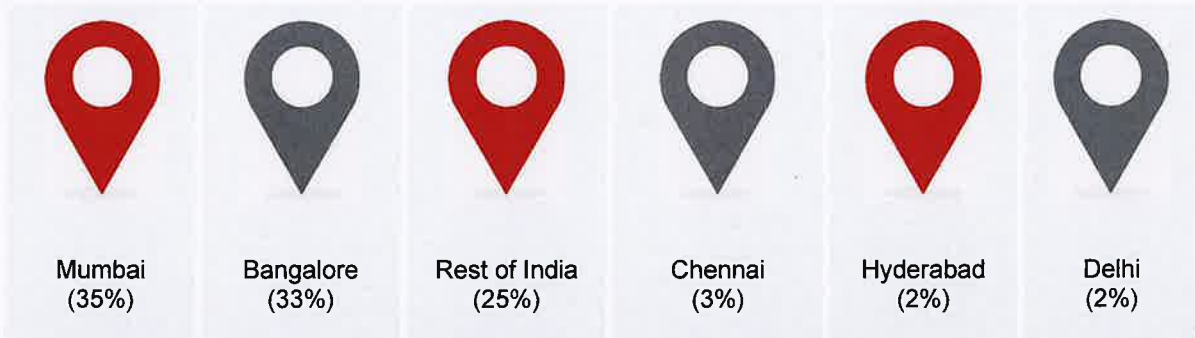 Mumbai
(35%)
Bangalore
(33%)
Rest of India
(25%)
Chennai
(3%)
Hyderabad
(2%)
Delhi
(2%)